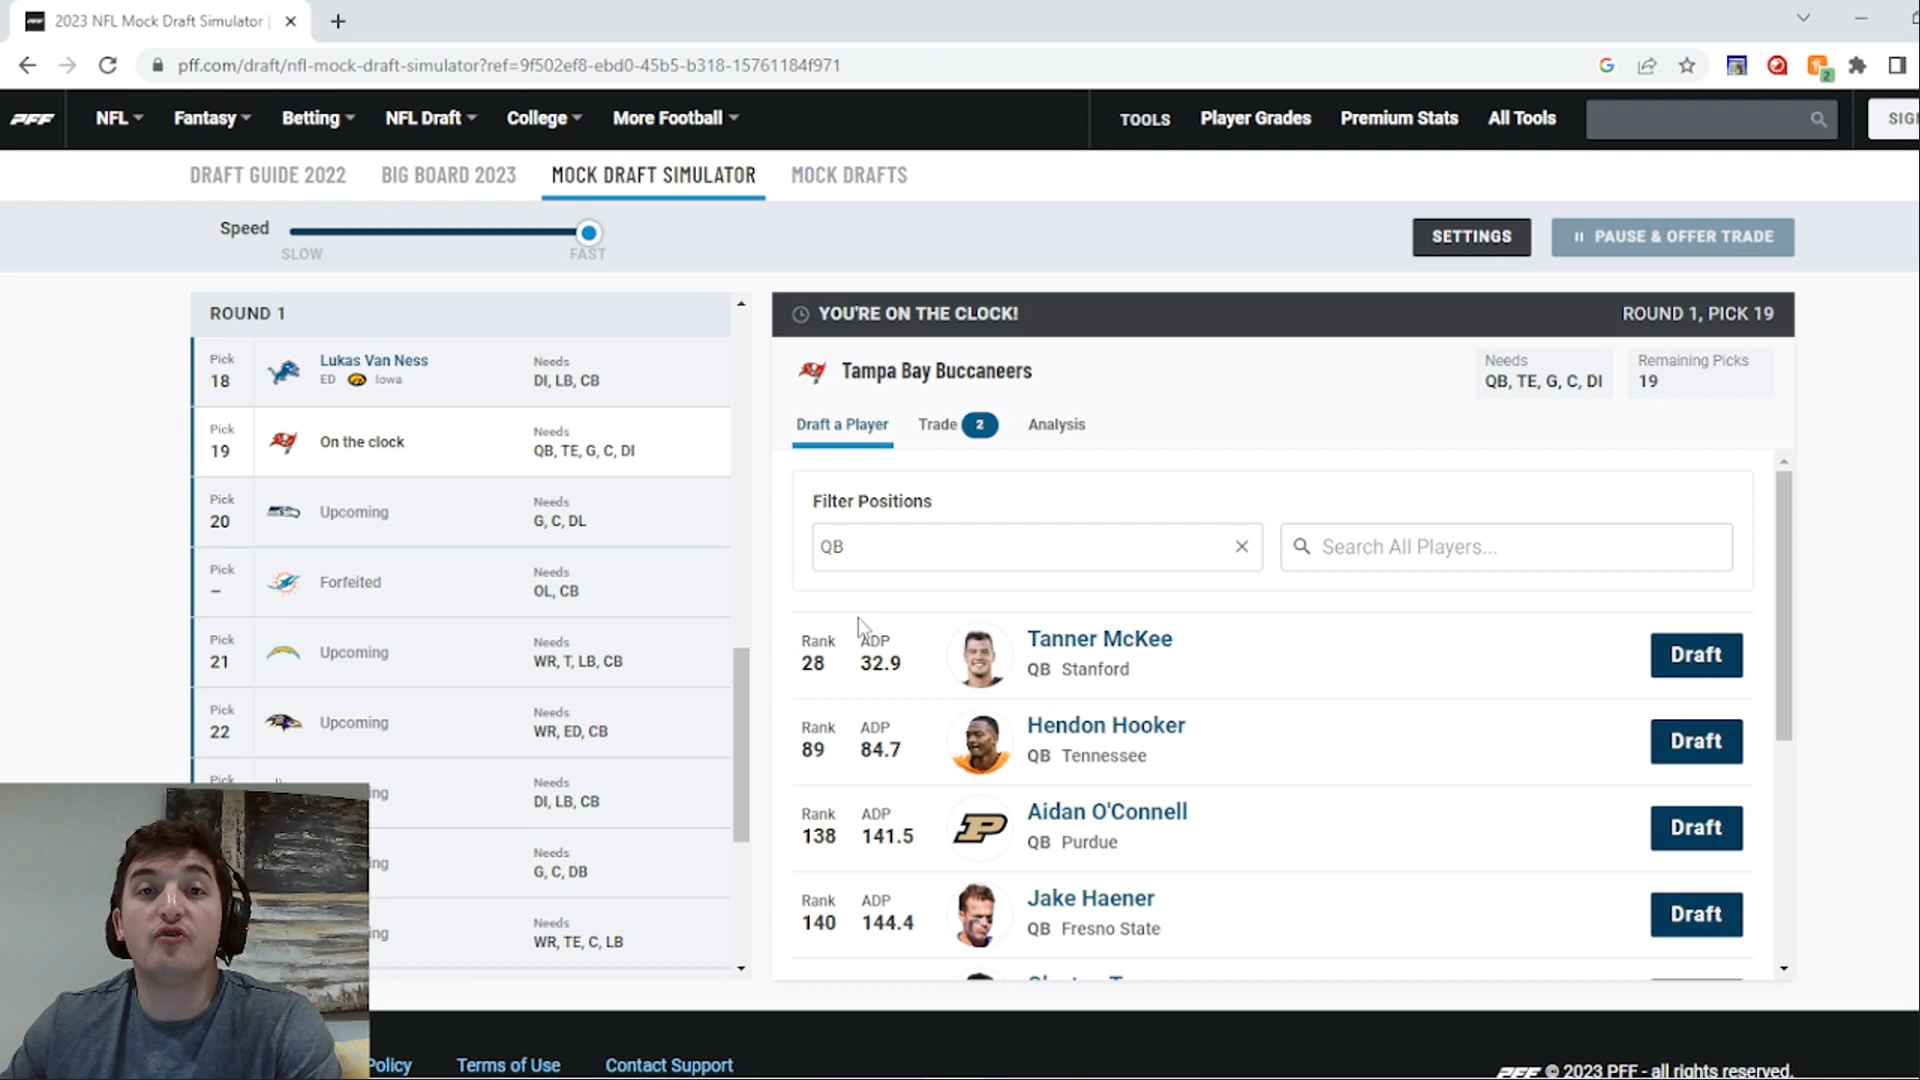 2023 NFL Mock Draft Simulator |
pff.com/draft/nfl-mock-draft-simulator?ref=9f502ef8-ebd0-45b5-b318-15761184f971
2
PFF NFL Fantasy Betting NFL Draft College More Football TOOLS Player Grades Premium Stats All Tools SIG
DRAFT GUIDE 2022 BIG BOARD 2023 MOCK DRAFT SIMULATOR MOCK DRAFTS
Speed
SLOW FAST
SETTINGS
PAUSE & OFFER TRADE
ROUND 1
Pick 18 Lukas Van Ness Needs
ED Iowa DI, LB, CB
Pick 19 On the clock Needs
QB, TE, G, C, DI
Pick 20 Upcoming Needs
G, C, DL
Pick – Forfeited Needs
OL, CB
Pick 21 Upcoming Needs
WR, T, LB, CB
Pick 22 Upcoming Needs
WR, ED, CB
Pick ng Needs
DI, LB, CB
ng Needs
G, C, DB
ng Needs
WR, TE, C, LB
YOU'RE ON THE CLOCK! ROUND 1, PICK 19
Tampa Bay Buccaneers
Needs
QB, TE, G, C, DI
Remaining Picks
19
Draft a Player Trade 2 Analysis
Filter Positions
QB
Search All Players...
Rank ADP Tanner McKee
28 32.9 QB Stanford
Draft
Rank ADP Hendon Hooker
89 84.7 QB Tennessee
Draft
Rank ADP Aidan O'Connell
138 141.5 QB Purdue
Draft
Rank ADP Jake Haener
140 144.4 QB Fresno State
Draft
Policy Terms of Use Contact Support
PFF © 2023 PFF - all rights reserved.